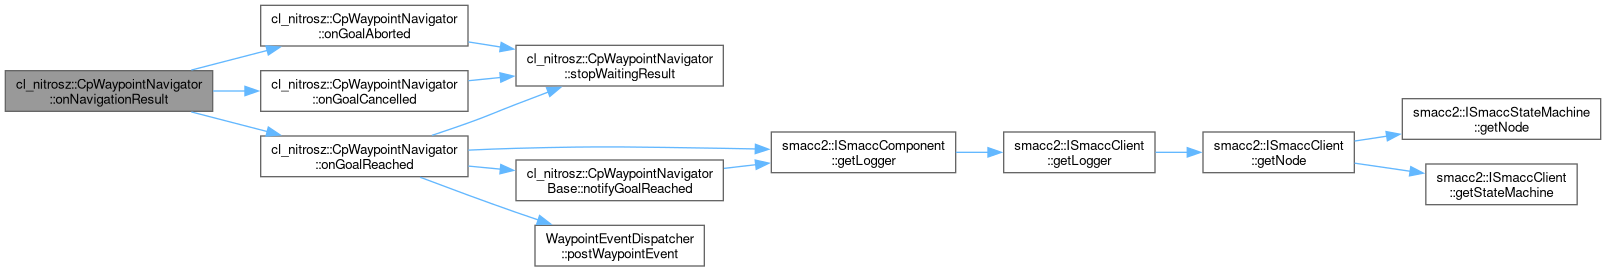 cl_nitrosz::CpWaypointNavigator
::onNavigationResult
cl_nitrosz::CpWaypointNavigator
::onGoalAborted
cl_nitrosz::CpWaypointNavigator
::onGoalCancelled
cl_nitrosz::CpWaypointNavigator
::onGoalReached
cl_nitrosz::CpWaypointNavigator
::stopWaitingResult
cl_nitrosz::CpWaypointNavigator
Base::notifyGoalReached
WaypointEventDispatcher
::postWaypointEvent
smacc2::ISmaccComponent
::getLogger
smacc2::ISmaccClient
::getLogger
smacc2::ISmaccClient
::getNode
smacc2::ISmaccStateMachine
::getNode
smacc2::ISmaccClient
::getStateMachine